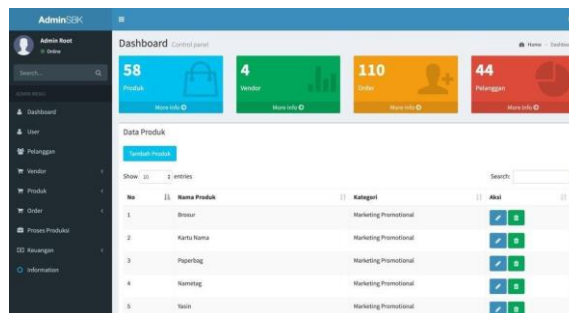 AdminSBK
Admin Root
Online
Search...
ADMIN MENU
Dashboard
User
Pelanggan
Vendor
Produk
Order
Proses Produksi
Keuangan
Information
Dashboard Control panel
Home
58
Produk
More info
4
Vendor
More info
110
Order
More info
44
Pelanggan
More info
Data Produk
Tambah Produk
Show 10 entries
Search:
No Nama Produk Kategori Aksi
1 Brosur Marketing Promotional
2 Kartu Nama Marketing Promotional
3 Paperbag Marketing Promotional
4 Nametag Marketing Promotional
5 Yasin Marketing Promotional